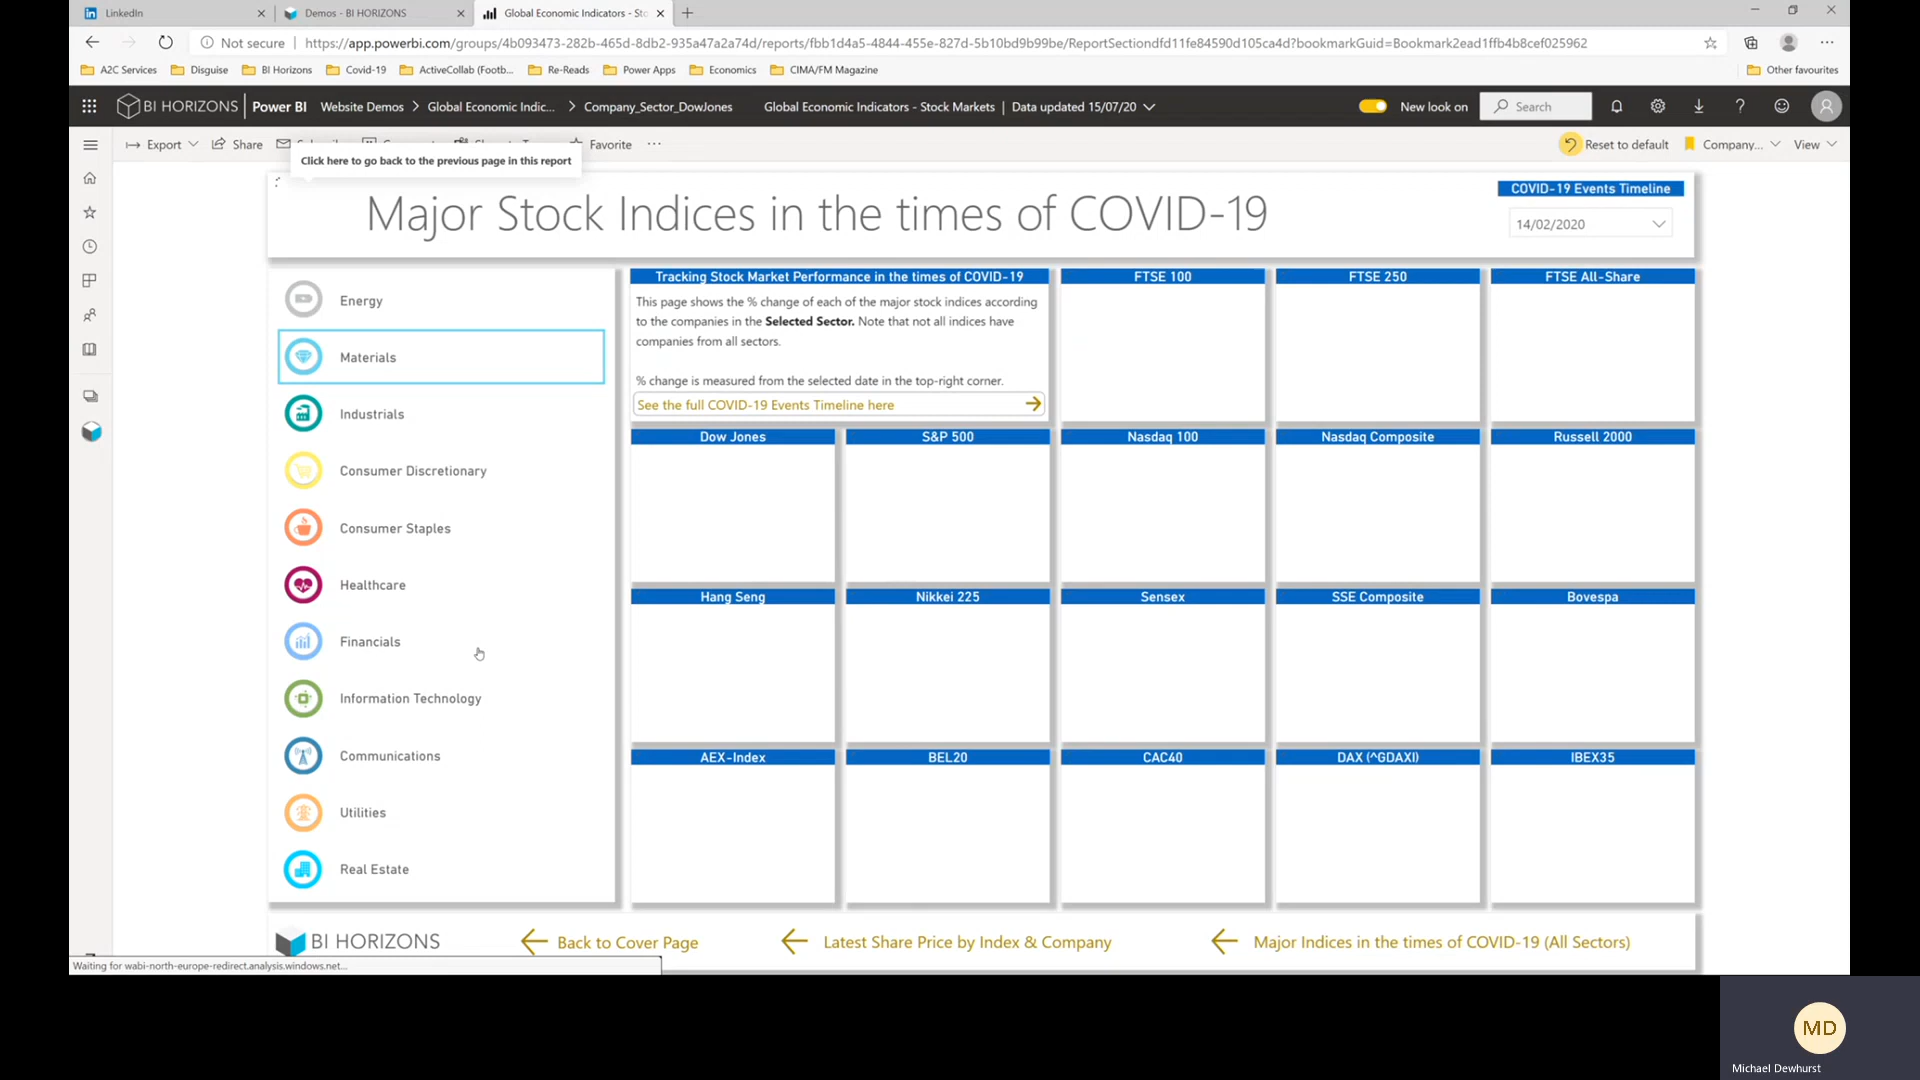 LinkedIn
Demos - BI HORIZONS
Global Economic Indicators - Sto
Not secure | https://app.powerbi.com/groups/4b093473-282b-465d-8db2-935a47a2a74d/reports/fbb1d4a5-4844-455e-827d-5b10bd9b99be/ReportSectiondfd11fe84590d105ca4d?bookmarkGuid=Bookmark2ead1ffb4b8cef025962
A2C Services
Disguise
BI Horizons
Covid-19
ActiveCollab (Footb...
Re-Reads
Power Apps
Economics
CIMA/FM Magazine
Other favourites
BI HORIZONS
Power BI
Website Demos > Global Economic Indic... > Company_Sector_DowJones
Global Economic Indicators - Stock Markets | Data updated 15/07/20
New look on
Search
Export
Share
Favorite
Reset to default
Company...
View
Click here to go back to the previous page in this report
Major Stock Indices in the times of COVID-19
COVID-19 Events Timeline
14/02/2020
Energy
Materials
Industrials
Consumer Discretionary
Consumer Staples
Healthcare
Financials
Information Technology
Communications
Utilities
Real Estate
Tracking Stock Market Performance in the times of COVID-19
This page shows the % change of each of the major stock indices according
to the companies in the Selected Sector. Note that not all indices have
companies from all sectors.
% change is measured from the selected date in the top-right corner.
See the full COVID-19 Events Timeline here
FTSE 100
FTSE 250
FTSE All-Share
Dow Jones
S&P 500
Nasdaq 100
Nasdaq Composite
Russell 2000
Hang Seng
Nikkei 225
Sensex
SSE Composite
Bovespa
AEX-Index
BEL20
CAC40
DAX (^GDAXI)
IBEX35
BI HORIZONS
Back to Cover Page
Latest Share Price by Index & Company
Major Indices in the times of COVID-19 (All Sectors)
Waiting for wabi-north-europe-redirect.analysis.windows.net...
MD
Michael Dewhurst